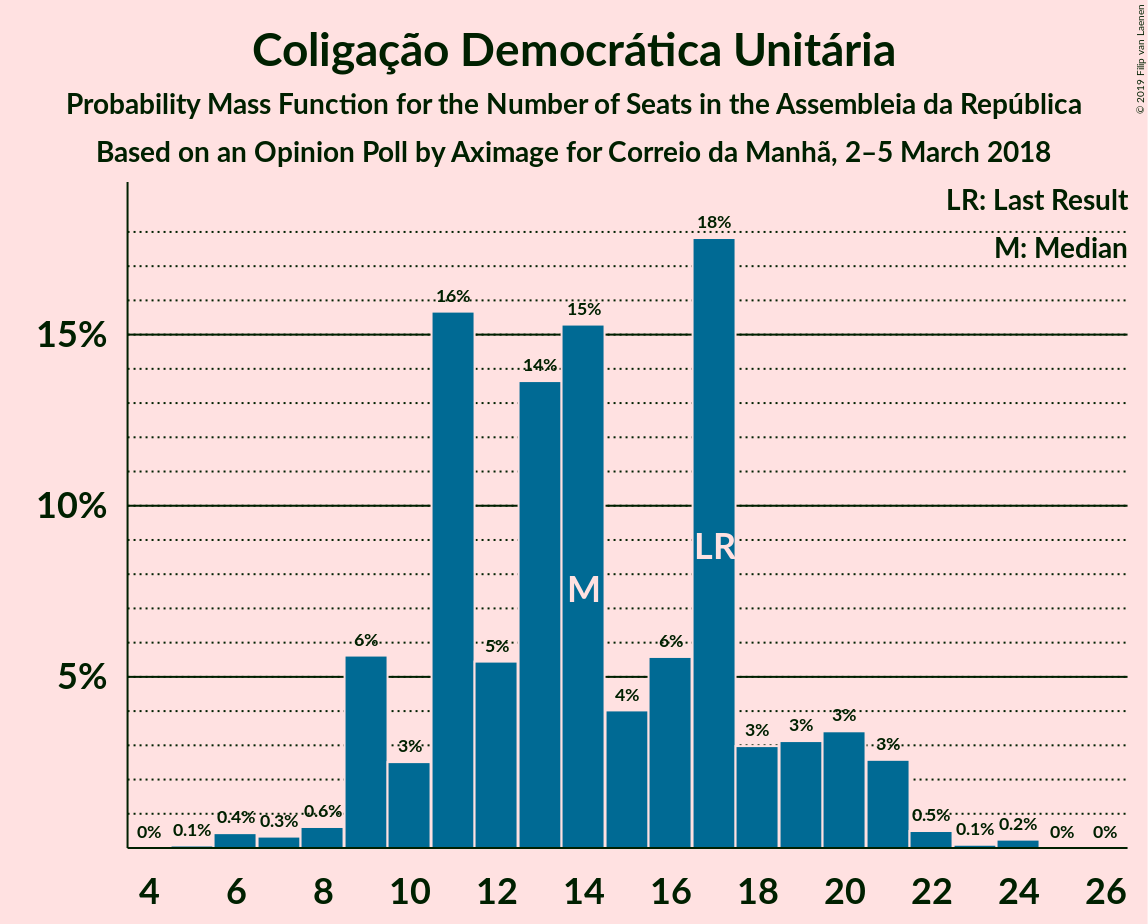 Coligação Democrática Unitária
Probability Mass Function for the Number of Seats in the Assembleia da República
Based on an Opinion Poll by Aximage for Correio da Manhã, 2–5 March 2018
© 2019 Filip van Laenen
LR: Last Result
M: Median
15%
10%
5%
0% 0.1% 0.4% 0.3% 0.6% 6% 3% 16% 5% 14% 15% 4% 6% 18% 3% 3% 3% 3% 0.5% 0.1% 0.2% 0% 0%
LR
M
4 6 8 10 12 14 16 18 20 22 24 26